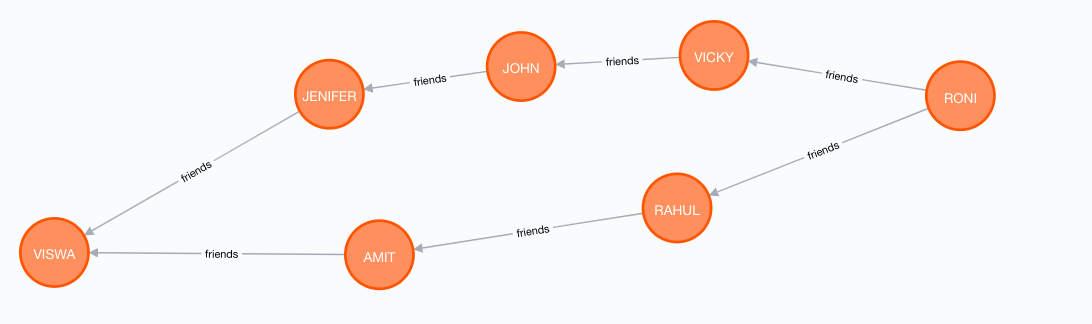 VICKY
friends
JOHN
friends
friends
JENIFER
RONI
friends
friends
RAHUL
friends
VISWA
friends
AMIT